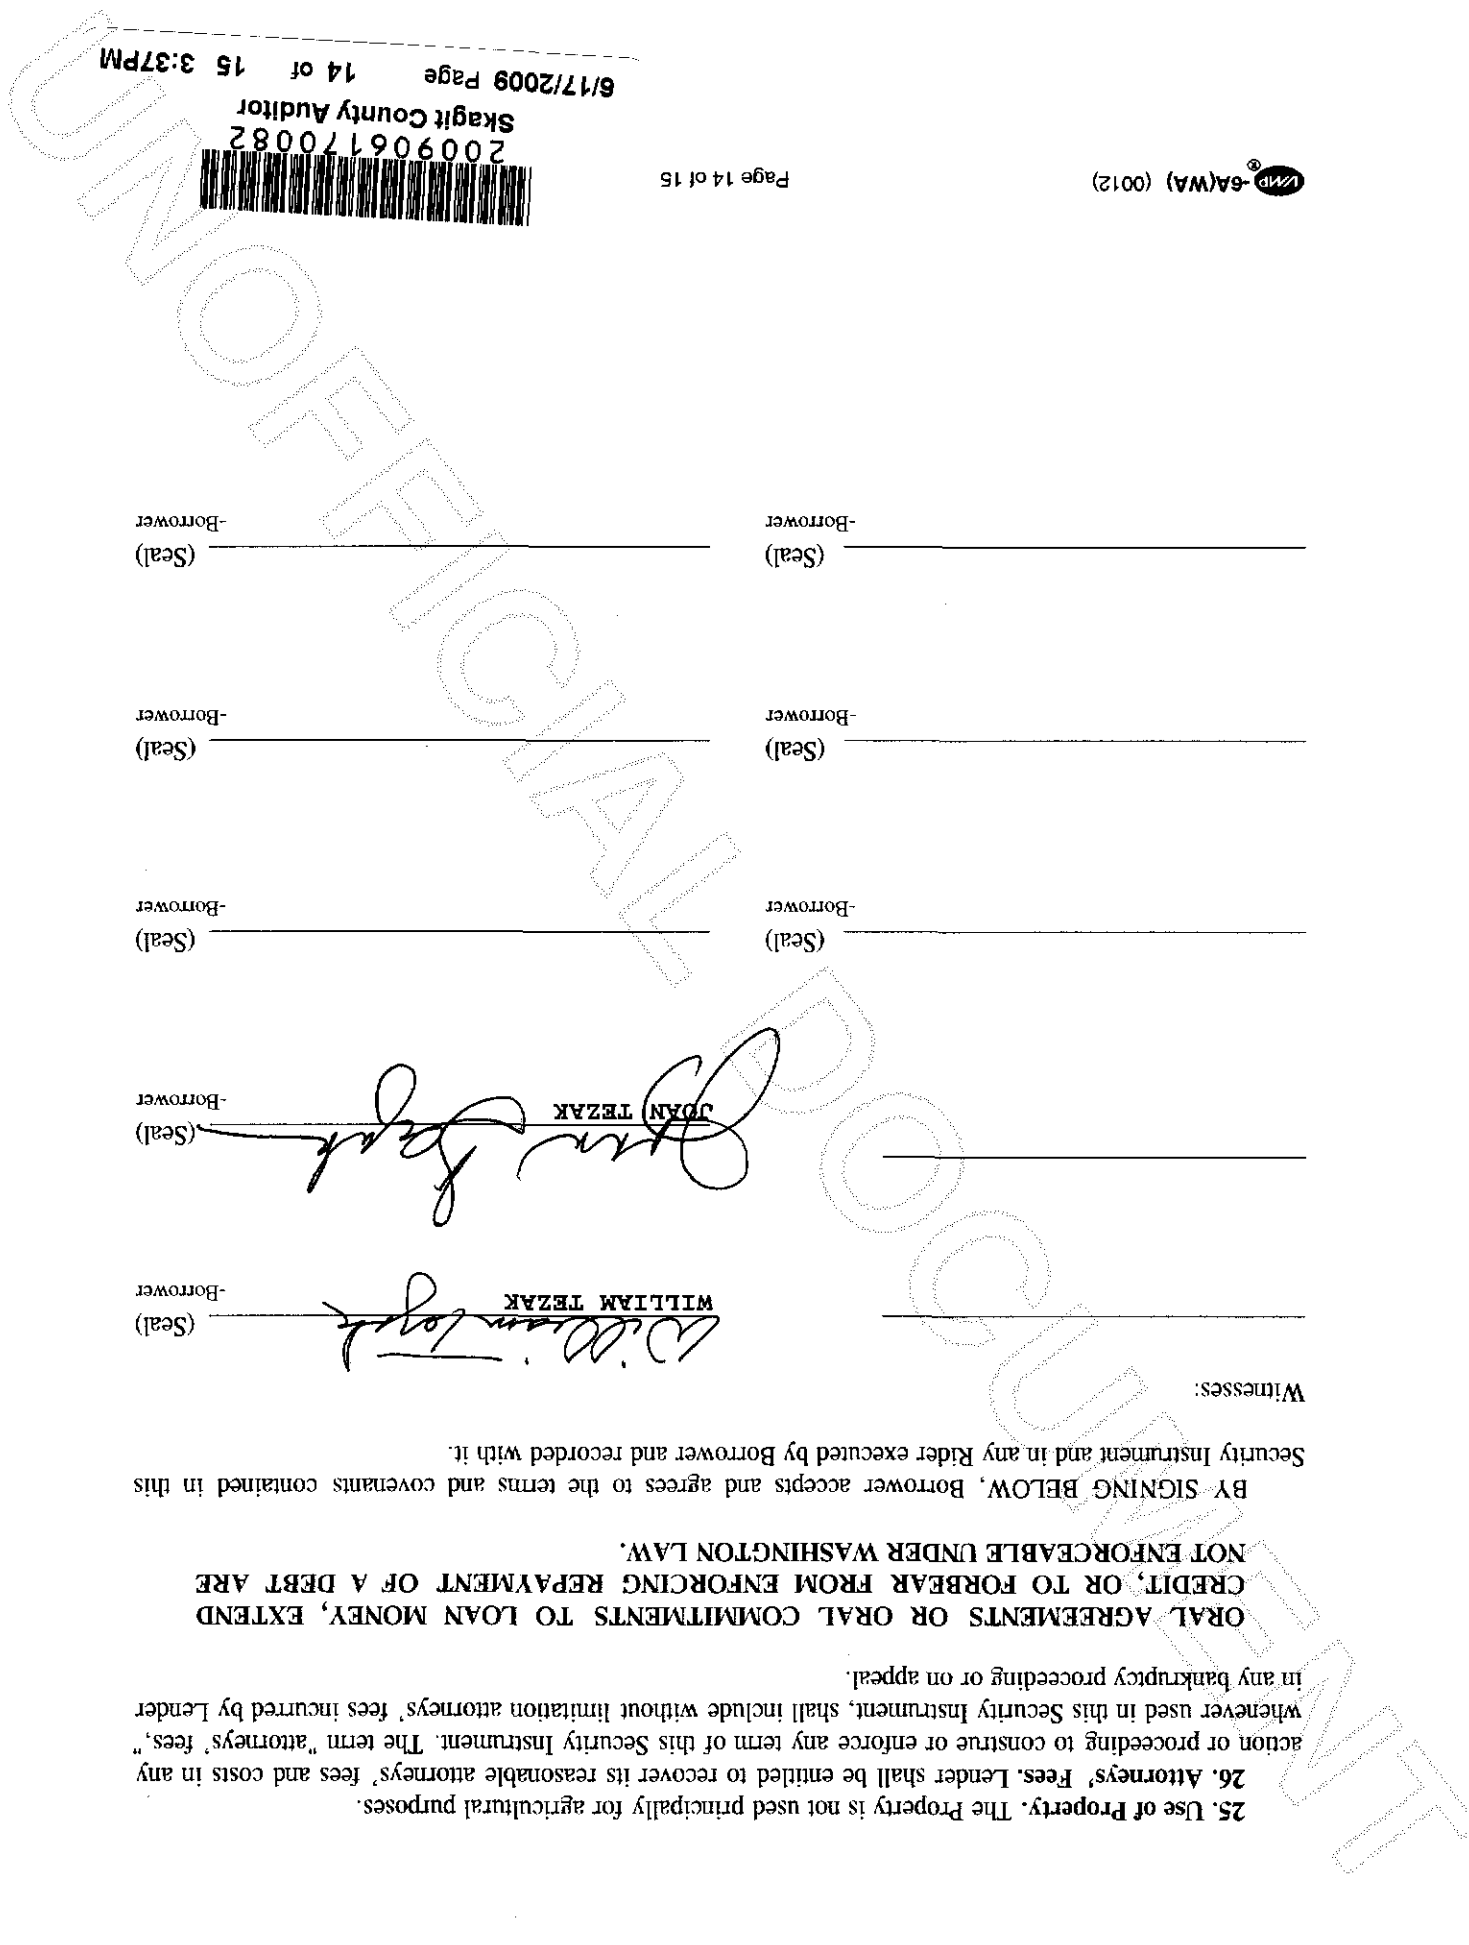 25. Use of Property. The Property is not used principally for agricultural purposes.
26. Attorneys' Fees. Lender shall be entitled to recover its reasonable attorneys' fees and costs in any
action or proceeding to construe or enforce any term of this Security Instrument. The term "attorneys' fees,"
whenever used in this Security Instrument, shall include without limitation attorneys' fees incurred by Lender
in any bankruptcy proceeding or on appeal.
ORAL AGREEMENTS OR ORAL COMMITMENTS TO LOAN MONEY, EXTEND
CREDIT, OR TO FORBEAR FROM ENFORCING REPAYMENT OF A DEBT ARE
NOT ENFORCEABLE UNDER WASHINGTON LAW.
BY SIGNING BELOW, Borrower accepts and agrees to the terms and covenants contained in this
Security Instrument and in any Rider executed by Borrower and recorded with it.
Witnesses:
William Tezak (Seal)
WILLIAM TEZAK -Borrower
Joan Tezak (Seal)
JOAN TEZAK -Borrower
(Seal) (Seal)
-Borrower -Borrower
(Seal) (Seal)
-Borrower -Borrower
(Seal) (Seal)
-Borrower -Borrower
VMP®-6A(WA) (0012) Page 14 of 15
200906170082
Skagit County Auditor
6/17/2009 Page 14 of 15 3:37PM
UNOFFICIAL DOCUMENT